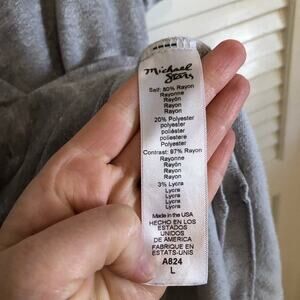 Michael
Stars
Self: 80% Rayon
Rayonne
Rayón
Rayon
Rayon
20% Polyester
polyester
poliéster
poliestere
Polyester
Contrast: 97% Rayon
Rayonne
Rayón
Rayon
Rayon
3% Lycra
Lycra
Lycra
Lycra
Lycra
Made in the USA
HECHO EN LOS
ESTADOS
UNIDOS
DE AMERICA
FABRIQUE EN
ETATS-UNIS
A824
L